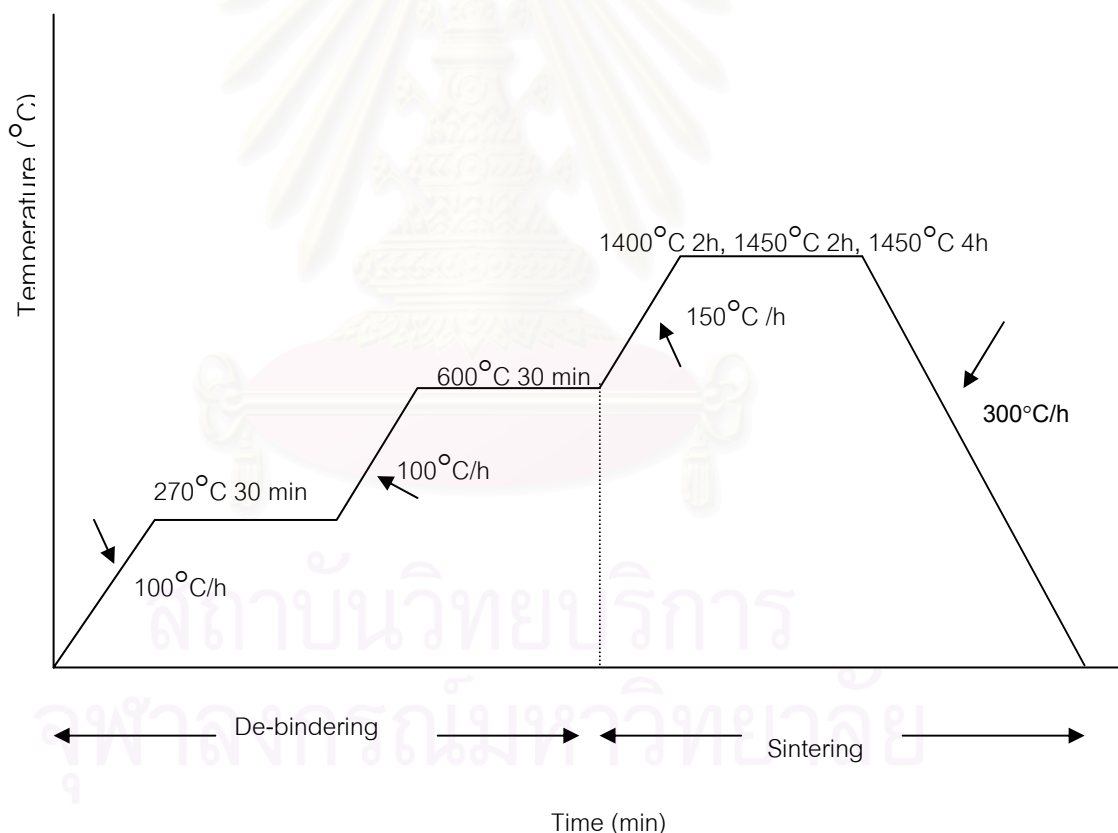 Temperature (°C)
1400°C 2h, 1450°C 2h, 1450°C 4h
150°C /h
600°C 30 min
300°C/h
100°C/h
270°C 30 min
100°C/h
สถาบันวิทยบริการ
จุฬาลงกรณ์มหาวิทยาลัย
De-bindering
Sintering
Time (min)